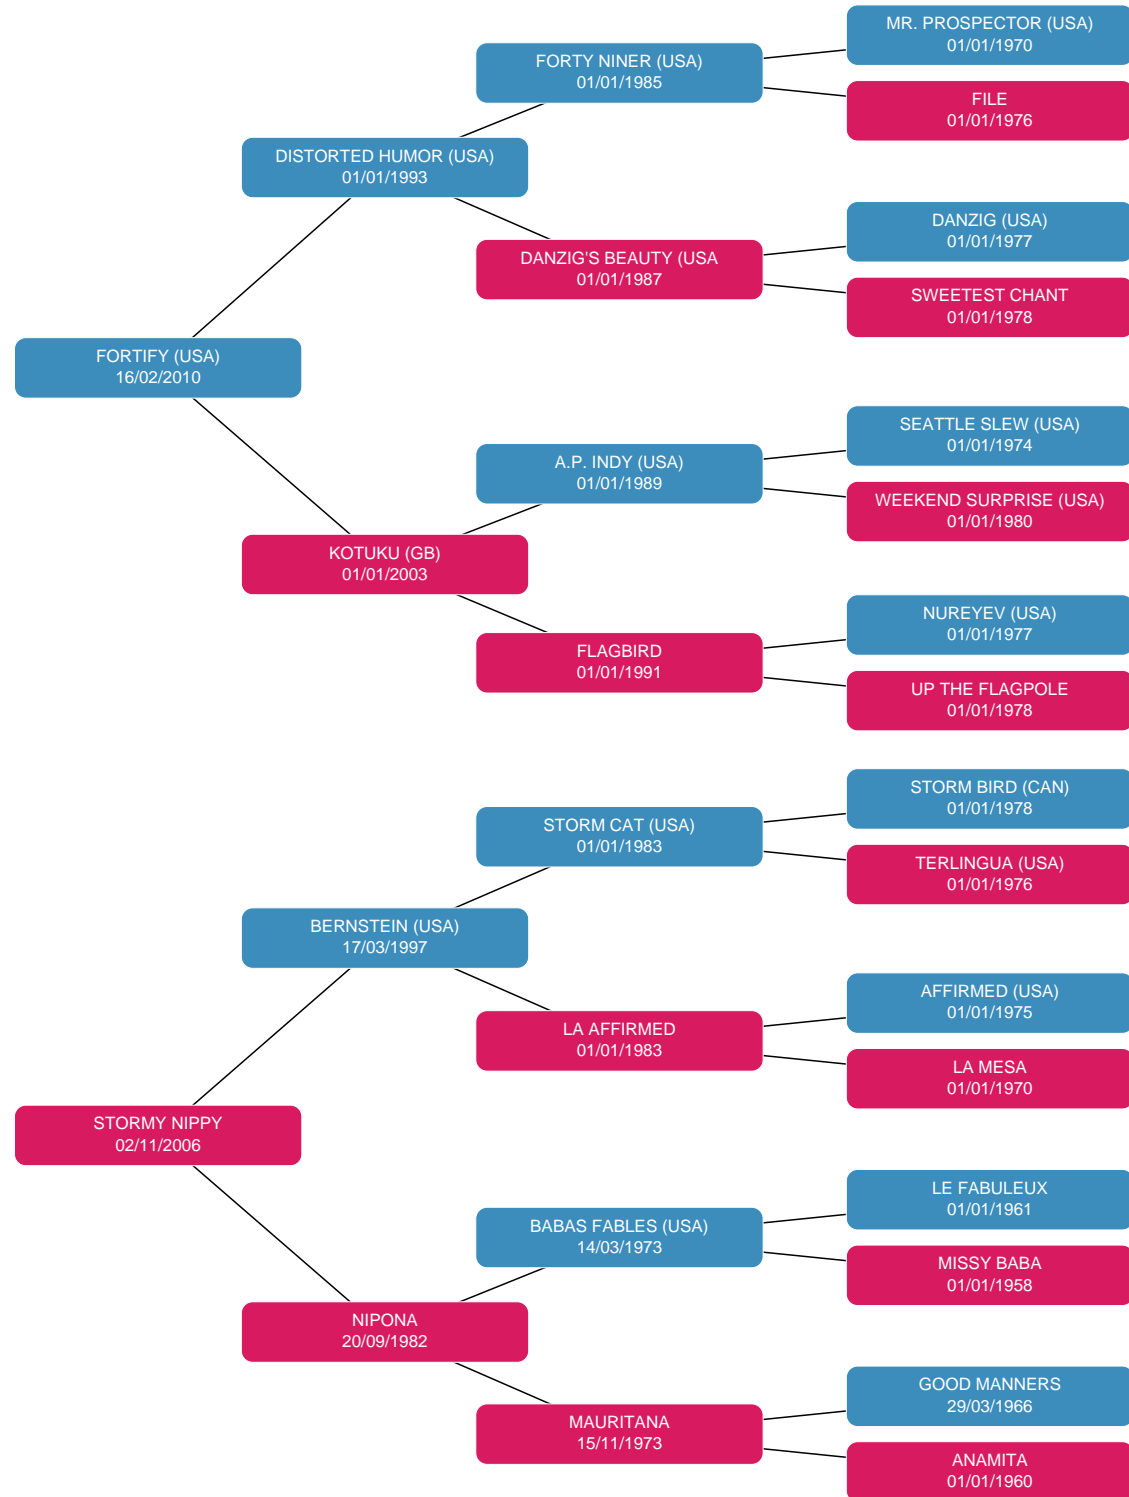 MR. PROSPECTOR (USA)
01/01/1970
FORTY NINER (USA)
01/01/1985
FILE
01/01/1976
DISTORTED HUMOR (USA)
01/01/1993
DANZIG (USA)
01/01/1977
DANZIG'S BEAUTY (USA
01/01/1987
SWEETEST CHANT
01/01/1978
FORTIFY (USA)
16/02/2010
SEATTLE SLEW (USA)
01/01/1974
A.P. INDY (USA)
01/01/1989
WEEKEND SURPRISE (USA)
01/01/1980
KOTUKU (GB)
01/01/2003
NUREYEV (USA)
01/01/1977
FLAGBIRD
01/01/1991
UP THE FLAGPOLE
01/01/1978
STORM BIRD (CAN)
01/01/1978
STORM CAT (USA)
01/01/1983
TERLINGUA (USA)
01/01/1976
BERNSTEIN (USA)
17/03/1997
AFFIRMED (USA)
01/01/1975
LA AFFIRMED
01/01/1983
LA MESA
01/01/1970
STORMY NIPPY
02/11/2006
LE FABULEUX
01/01/1961
BABAS FABLES (USA)
14/03/1973
MISSY BABA
01/01/1958
NIPONA
20/09/1982
GOOD MANNERS
29/03/1966
MAURITANA
15/11/1973
ANAMITA
01/01/1960